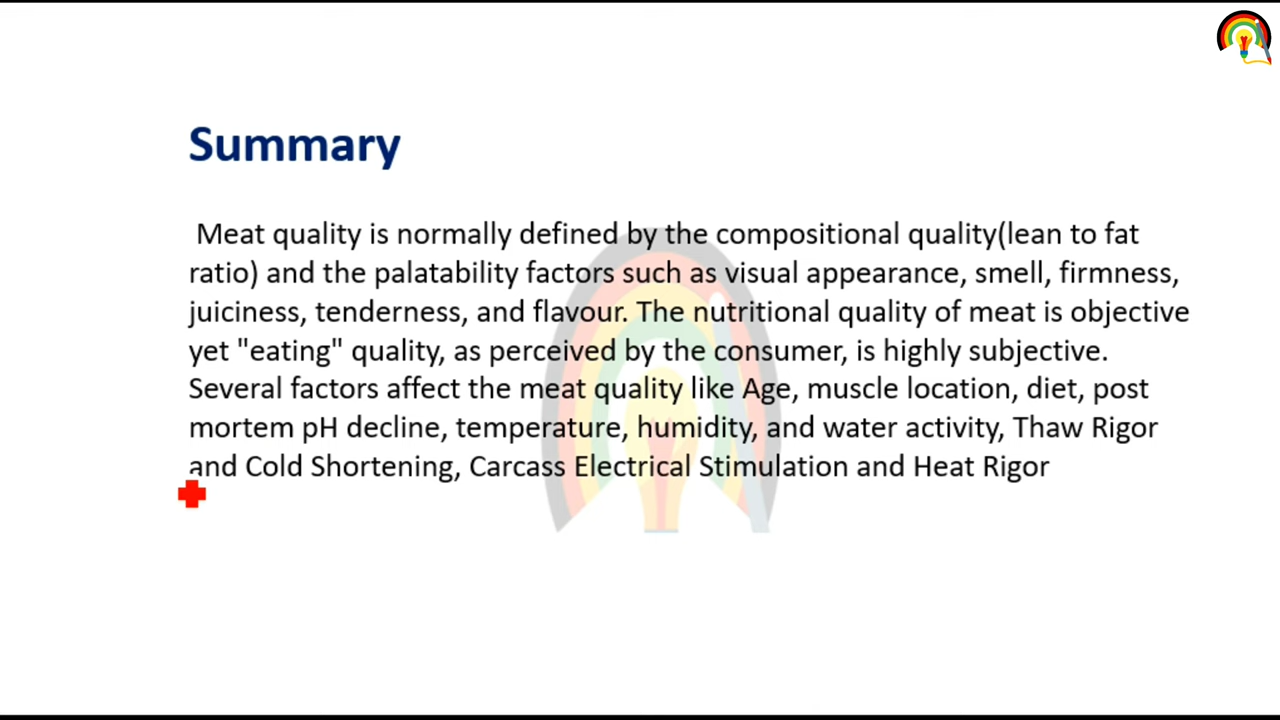 Summary
Meat quality is normally defined by the compositional quality(lean to fat
ratio) and the palatability factors such as visual appearance, smell, firmness,
juiciness, tenderness, and flavour. The nutritional quality of meat is objective
yet "eating" quality, as perceived by the consumer, is highly subjective.
Several factors affect the meat quality like Age, muscle location, diet, post
mortem pH decline, temperature, humidity, and water activity, Thaw Rigor
and Cold Shortening, Carcass Electrical Stimulation and Heat Rigor